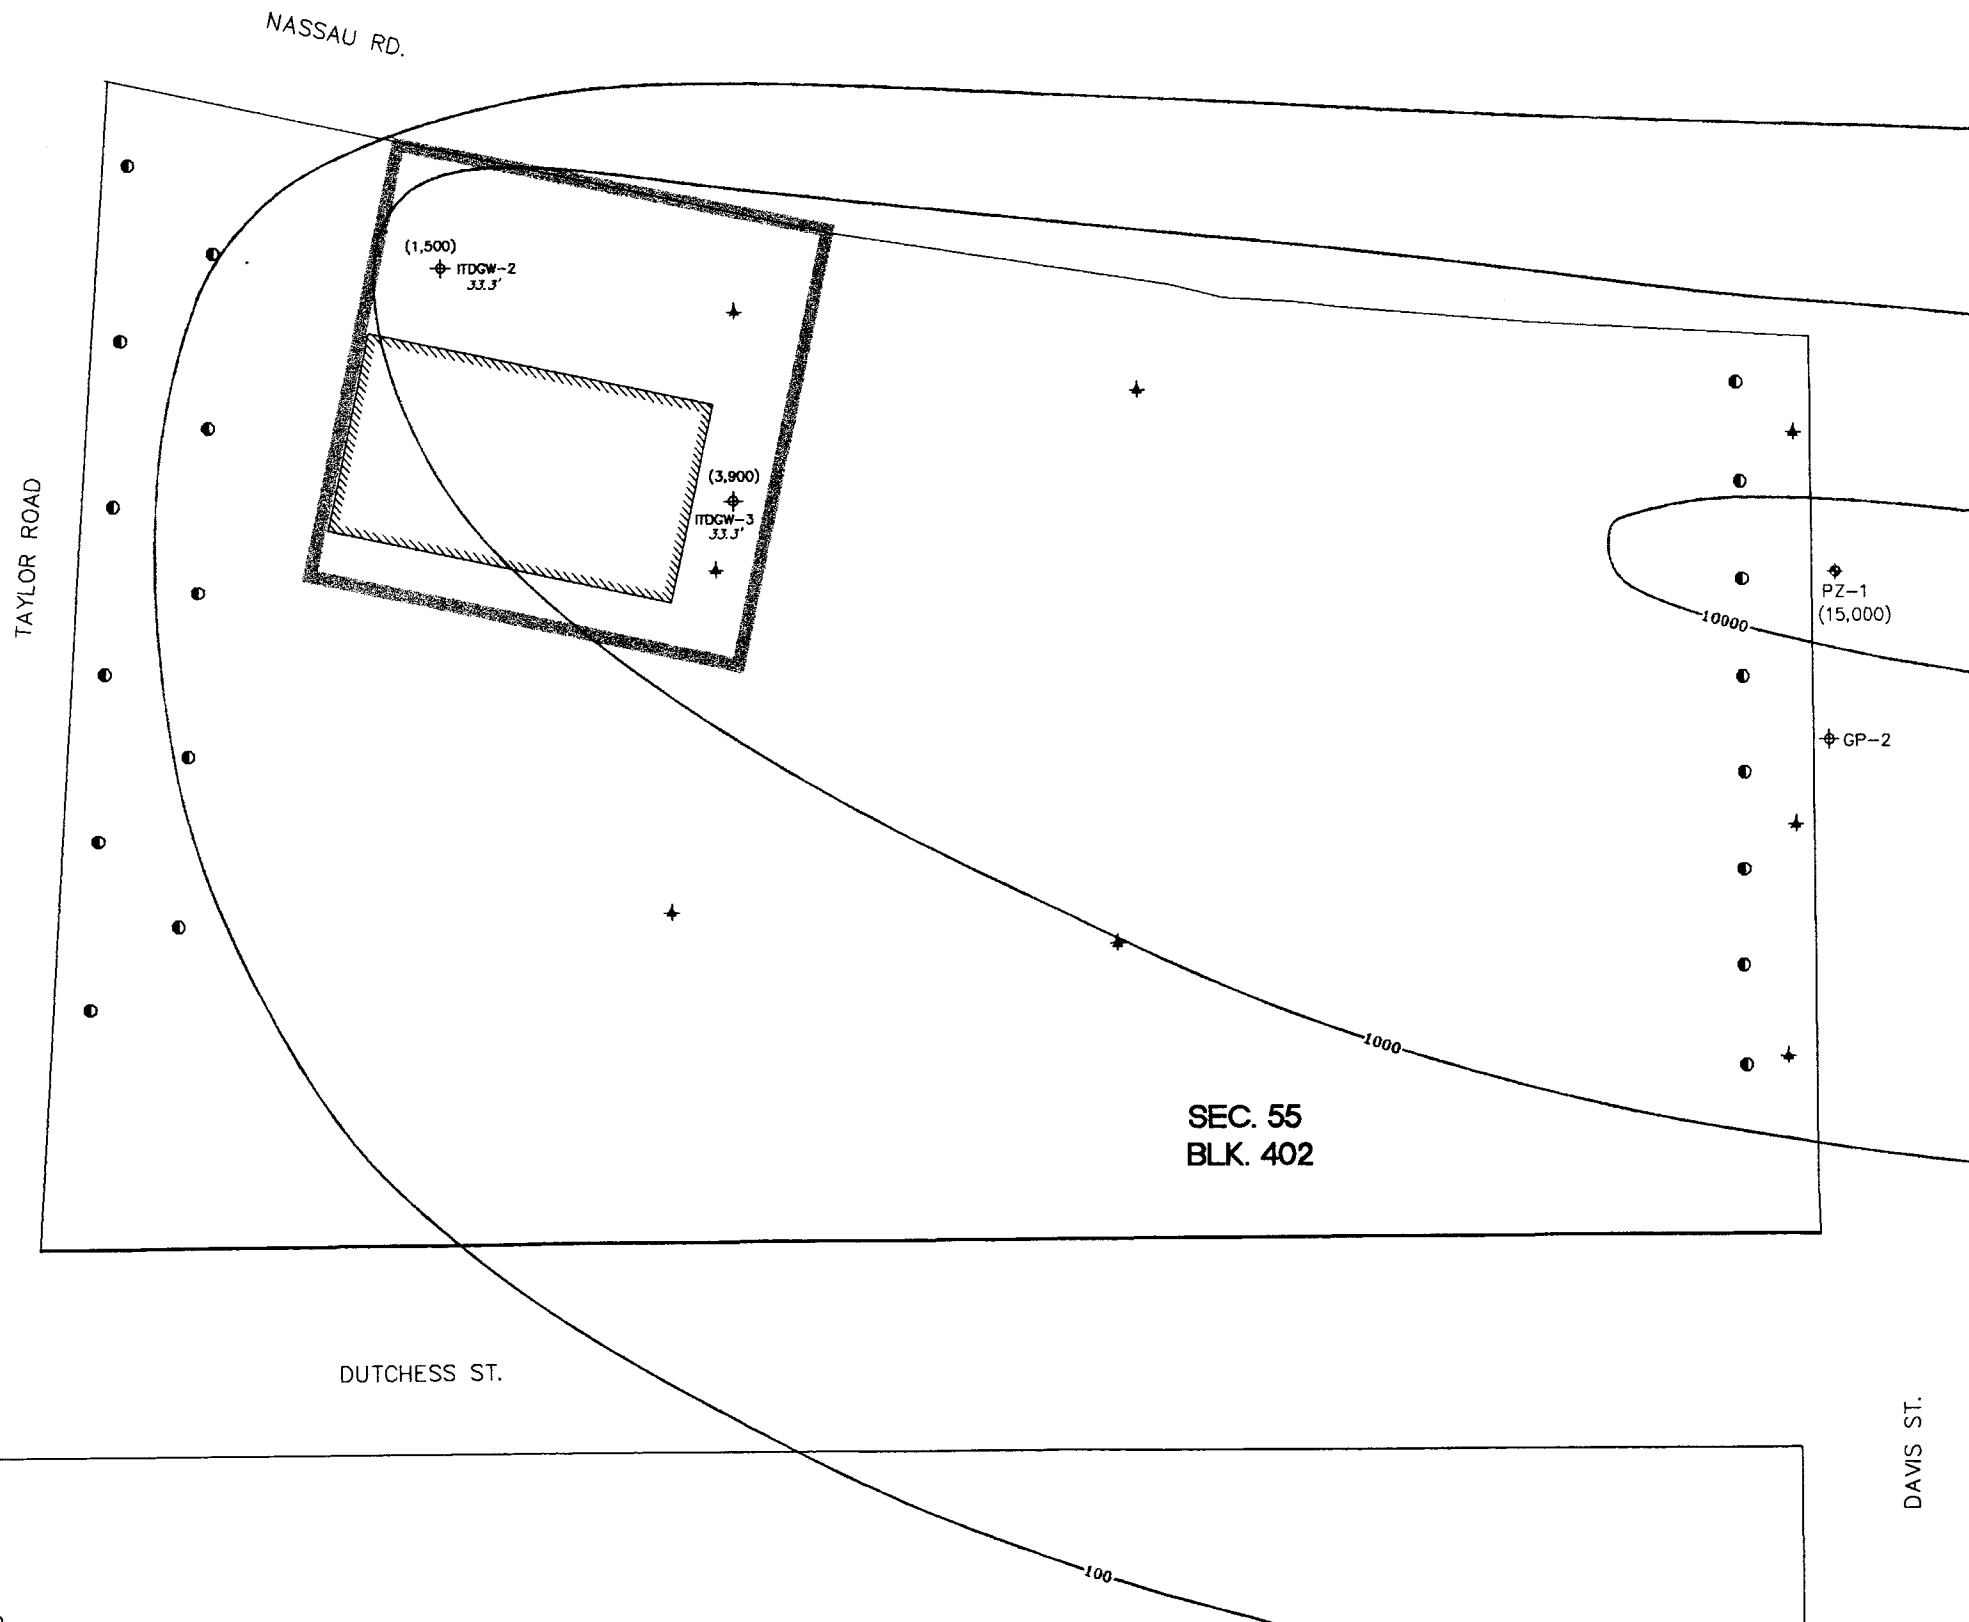 NASSAU RD.
(1,500)
ITDGW-2
33.3'
(3,900)
ITDGW-3
33.3'
TAYLOR ROAD
PZ-1
(15,000)
10000
GP-2
1000
SEC. 55
BLK. 402
DUTCHESS ST.
DAVIS ST.
100